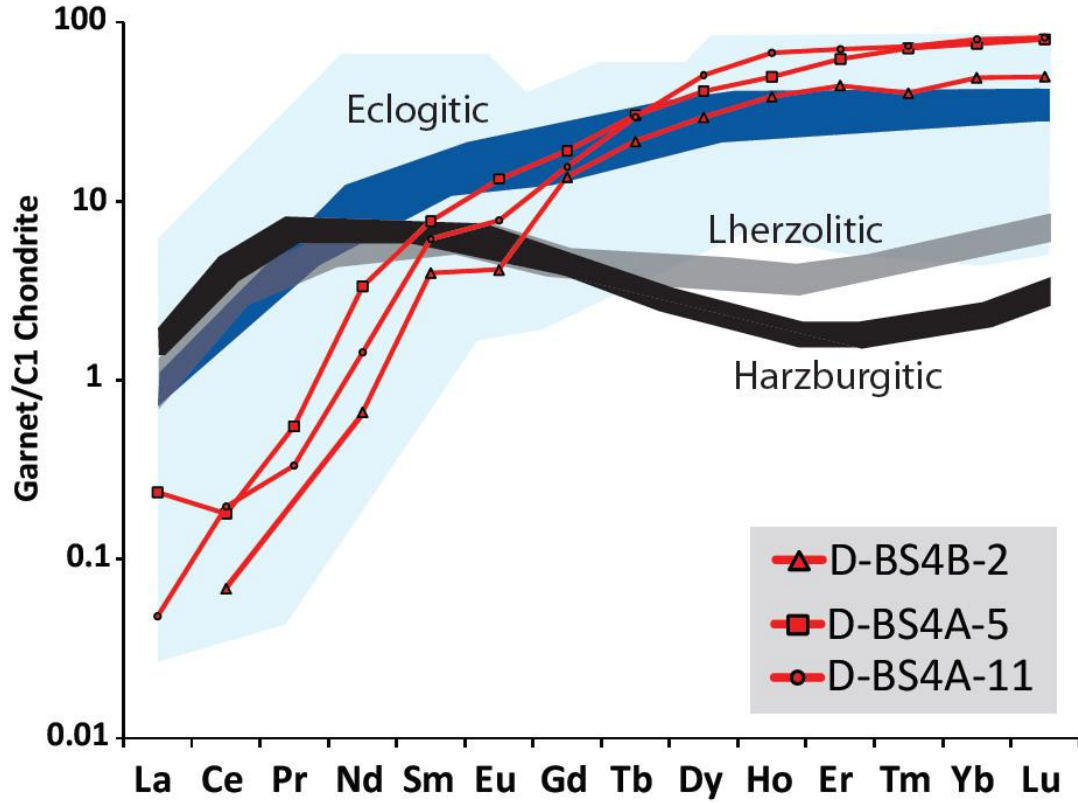 100
10
1
0.1
0.01
Garnet/C1 Chondrite
Eclogitic
Lherzolitic
Harzburgitic
D-BS4B-2
D-BS4A-5
D-BS4A-11
La Ce Pr Nd Sm Eu Gd Tb Dy Ho Er Tm Yb Lu